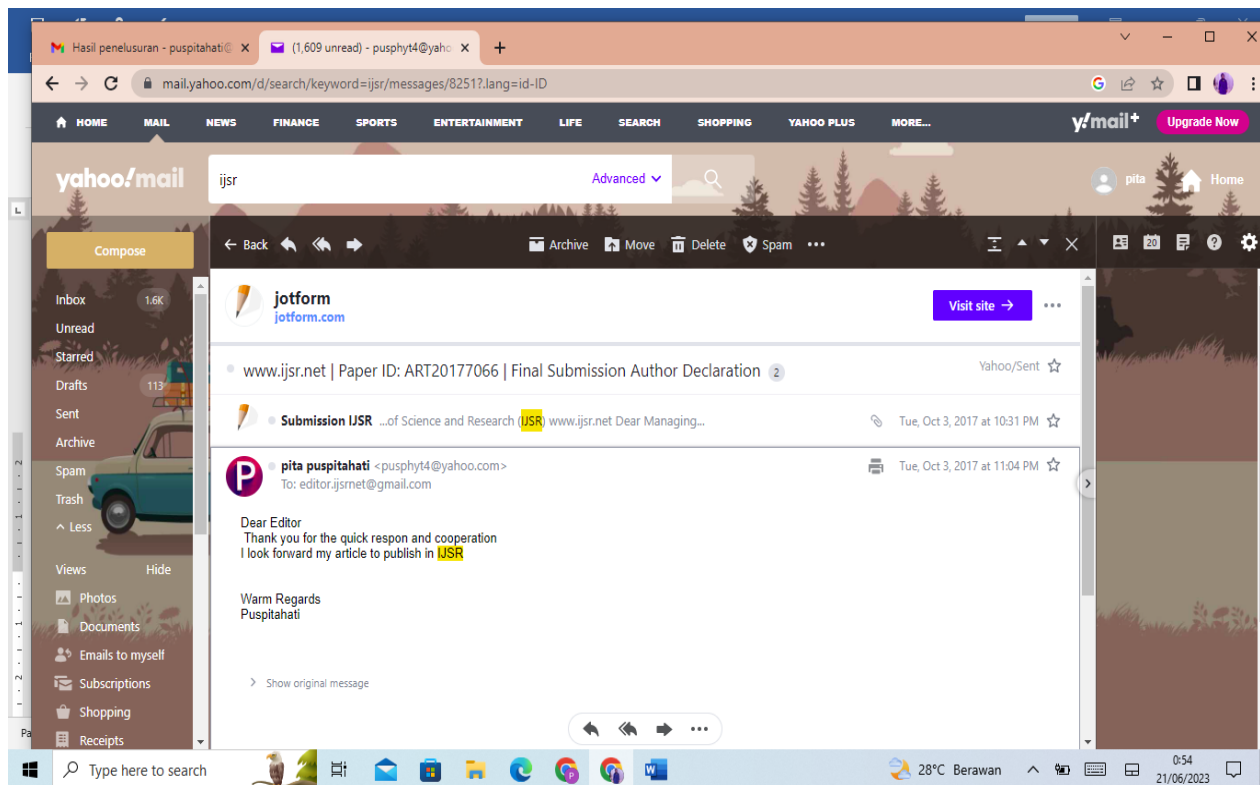 Hasil penelusuran - puspitahati@
(1,609 unread) - pusphyt4@yaho
mail.yahoo.com/d/search/keyword=ijsr/messages/8251?.lang=id-ID
HOME MAIL NEWS FINANCE SPORTS ENTERTAINMENT LIFE SEARCH SHOPPING YAHOO PLUS MORE... y!mail+ Upgrade Now
yahoo!mail ijsr Advanced pita Home
Compose
Back Archive Move Delete Spam 20
Inbox 1.6K
Unread
Starred
Drafts 113
Sent
Archive
Spam
Trash
Less
Views Hide
Photos
Documents
Emails to myself
Subscriptions
Shopping
Receipts
jotform
jotform.com
Visit site →
www.ijsr.net | Paper ID: ART20177066 | Final Submission Author Declaration 2
Yahoo/Sent
Submission IJSR ...of Science and Research (IJSR) www.ijsr.net Dear Managing... Tue, Oct 3, 2017 at 10:31 PM
pita puspitahati <pusphyt4@yahoo.com> Tue, Oct 3, 2017 at 11:04 PM
To: editor.ijsrnet@gmail.com
Dear Editor
Thank you for the quick respon and cooperation
I look forward my article to publish in IJSR
Warm Regards
Puspitahati
Show original message
Pa
Type here to search
28°C Berawan
0:54
21/06/2023